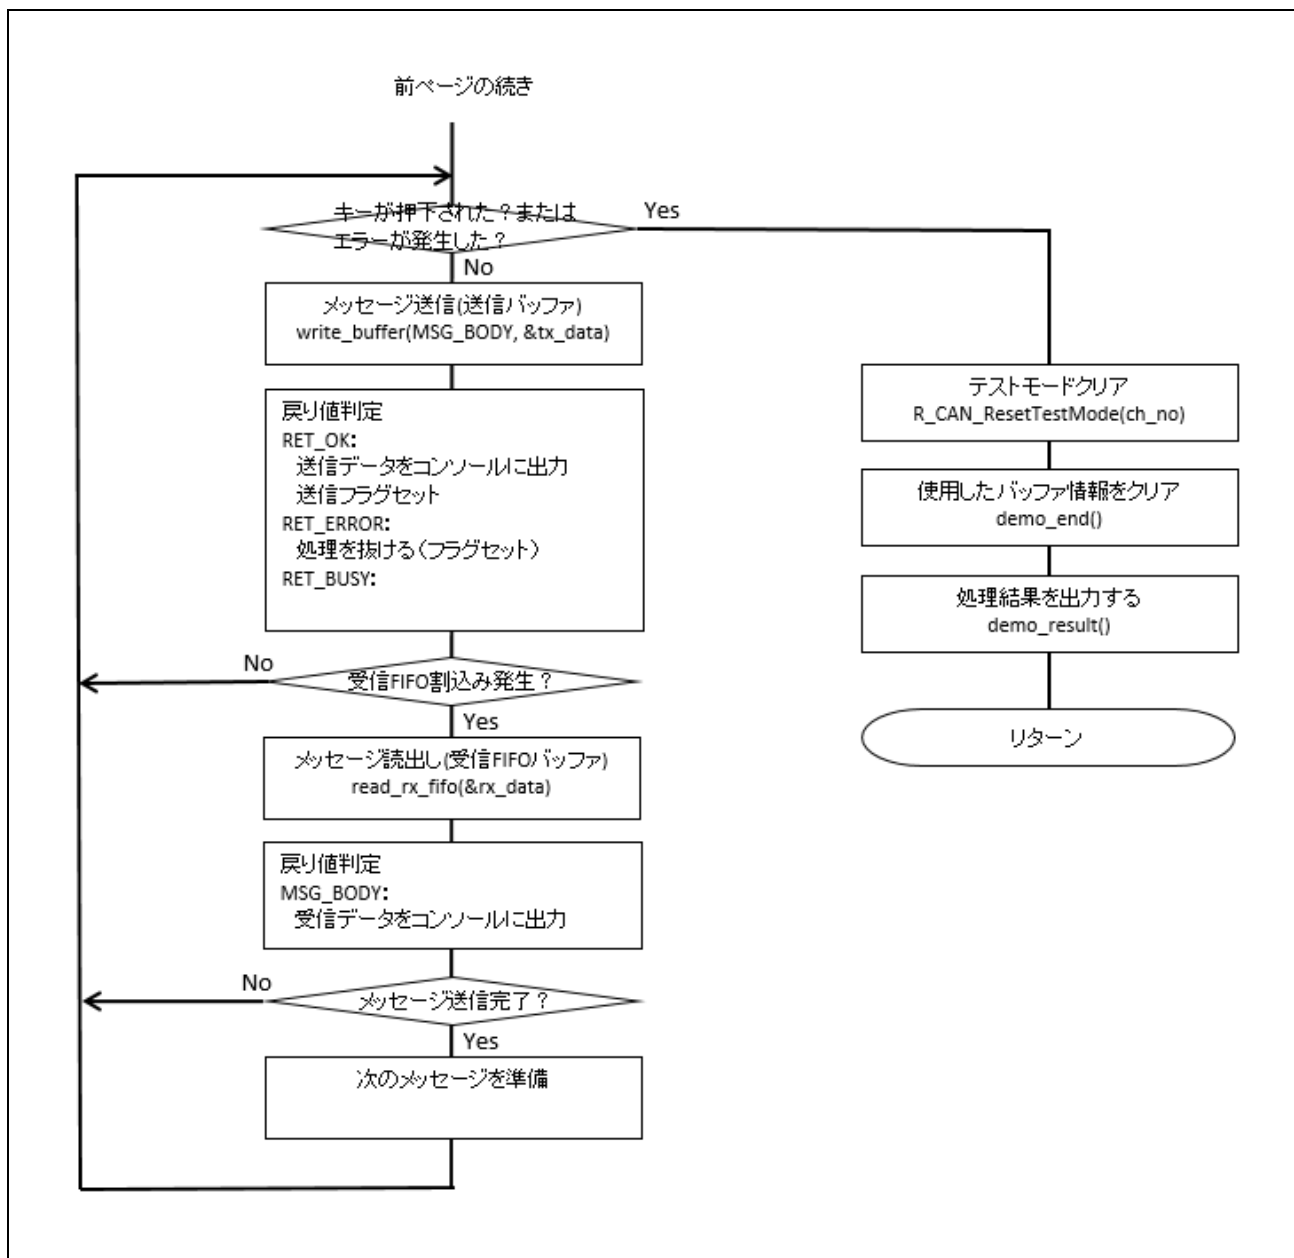 前ページの続き
キーが押下された？または
エラーが発生した？
Yes
No
メッセージ送信(送信バッファ)
write_buffer(MSG_BODY, &tx_data)
戻り値判定
RET_OK:
送信データをコンソールに出力
送信フラグセット
RET_ERROR:
処理を抜ける（フラグセット）
RET_BUSY:
No
受信FIFO割込み発生？
Yes
メッセージ読出し(受信FIFOバッファ)
read_rx_fifo(&rx_data)
戻り値判定
MSG_BODY:
受信データをコンソールに出力
No
メッセージ送信完了？
Yes
次のメッセージを準備
テストモードクリア
R_CAN_ResetTestMode(ch_no)
使用したバッファ情報をクリア
demo_end()
処理結果を出力する
demo_result()
リターン